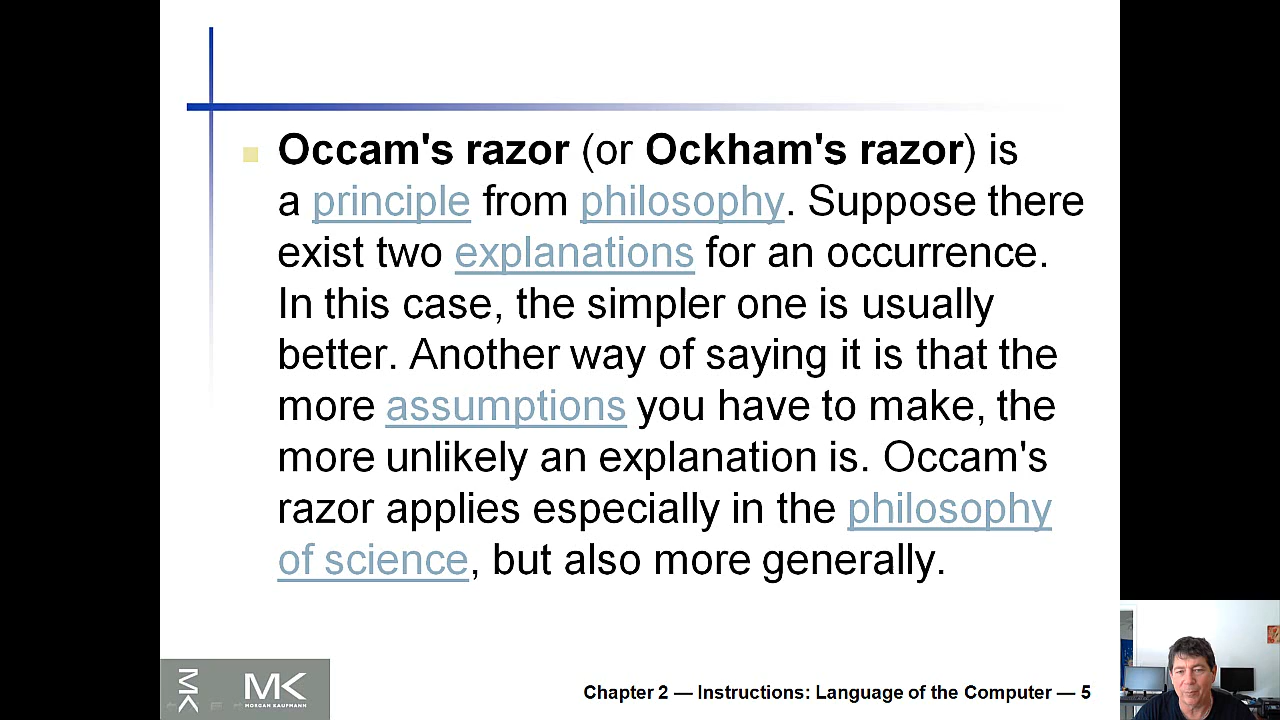 Occam's razor (or Ockham's razor) is
a principle from philosophy. Suppose there
exist two explanations for an occurrence.
In this case, the simpler one is usually
better. Another way of saying it is that the
more assumptions you have to make, the
more unlikely an explanation is. Occam's
razor applies especially in the philosophy
of science, but also more generally.
MK
MK
MORGAN KAUFMANN
Chapter 2 — Instructions: Language of the Computer — 5